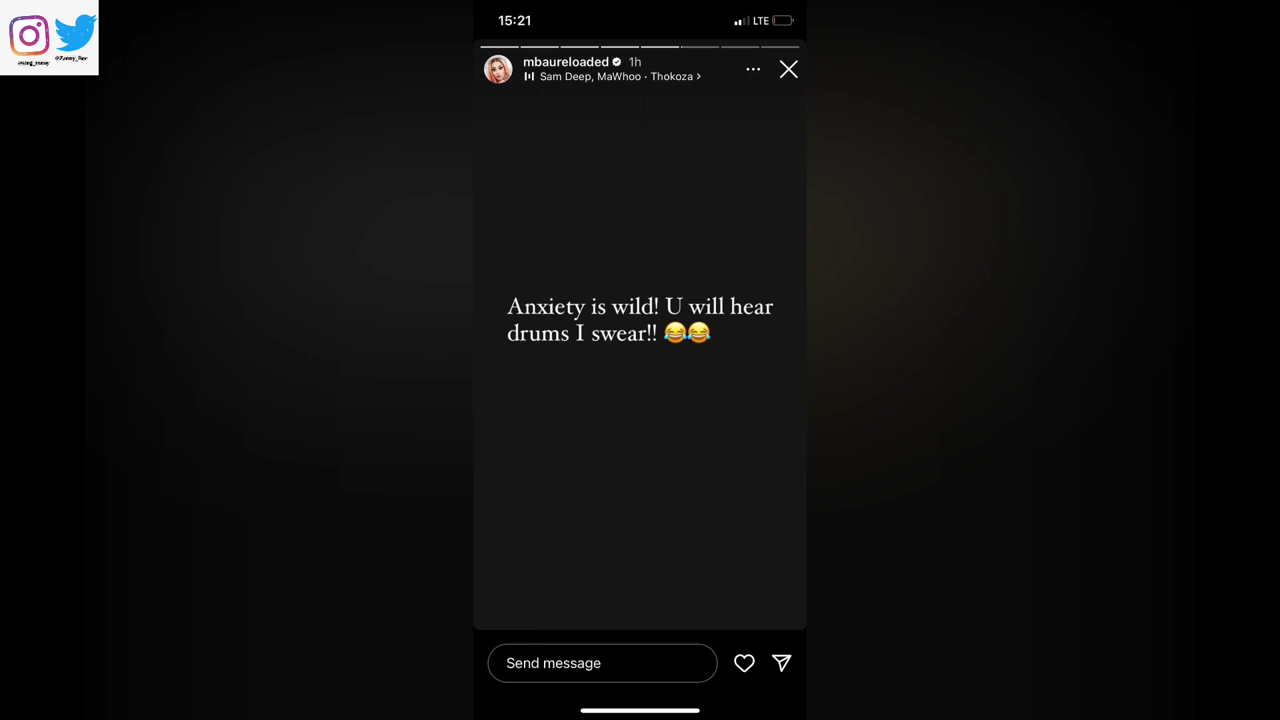 15:21
LTE
mbaureloaded 1h
Sam Deep, MaWhoo · Thokoza >
Anxiety is wild! U will hear
drums I swear!! 😂😂
Send message